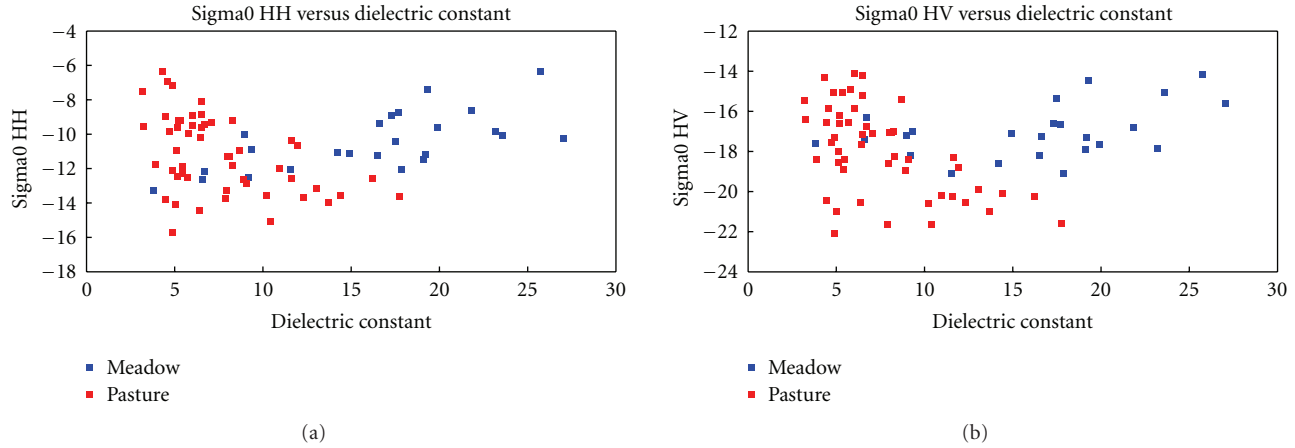 Sigma0 HH versus dielectric constant
−4
−6
−8
−10
−12
−14
−16
−18
Sigma0 HH
0 5 10 15 20 25 30
Dielectric constant
Meadow
Pasture
(a)
Sigma0 HV versus dielectric constant
−12
−14
−16
−18
−20
−22
−24
Sigma0 HV
0 5 10 15 20 25 30
Dielectric constant
Meadow
Pasture
(b)